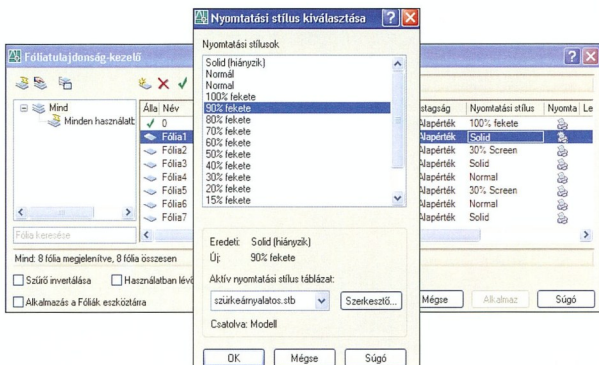 Nyomtatási stílus kiválasztása
Nyomtatási stílusok
Solid (hiányzik)
Normál
Normal
100% fekete
90% fekete
80% fekete
70% fekete
60% fekete
50% fekete
40% fekete
30% fekete
20% fekete
15% fekete
Eredeti: Solid (hiányzik)
Új: 90% fekete
Aktív nyomtatási stílus táblázat:
szürkeárnyalatos.stb Szerkesztő...
Csatolva: Modell
OK Mégse Súgó
Fóliatulajdonság-kezelő
Mind
Minden használatt
Álla Név
0
Fólia1
Fólia2
Fólia3
Fólia4
Fólia5
Fólia6
Fólia7
Fólia keresése
Mind: 8 fólia megjelenítve, 8 fólia összesen
Szűrő invertálása Használatban lévő
Alkalmazás a Fóliák eszköztárra
stagság Nyomtatási stílus Nyomta Le
Alapérték 100% fekete
Alapérték Solid
Alapérték 30% Screen
Alapérték Solid
Alapérték Normal
Alapérték 30% Screen
Alapérték Normal
Alapérték Solid
Mégse Alkalmaz Súgó